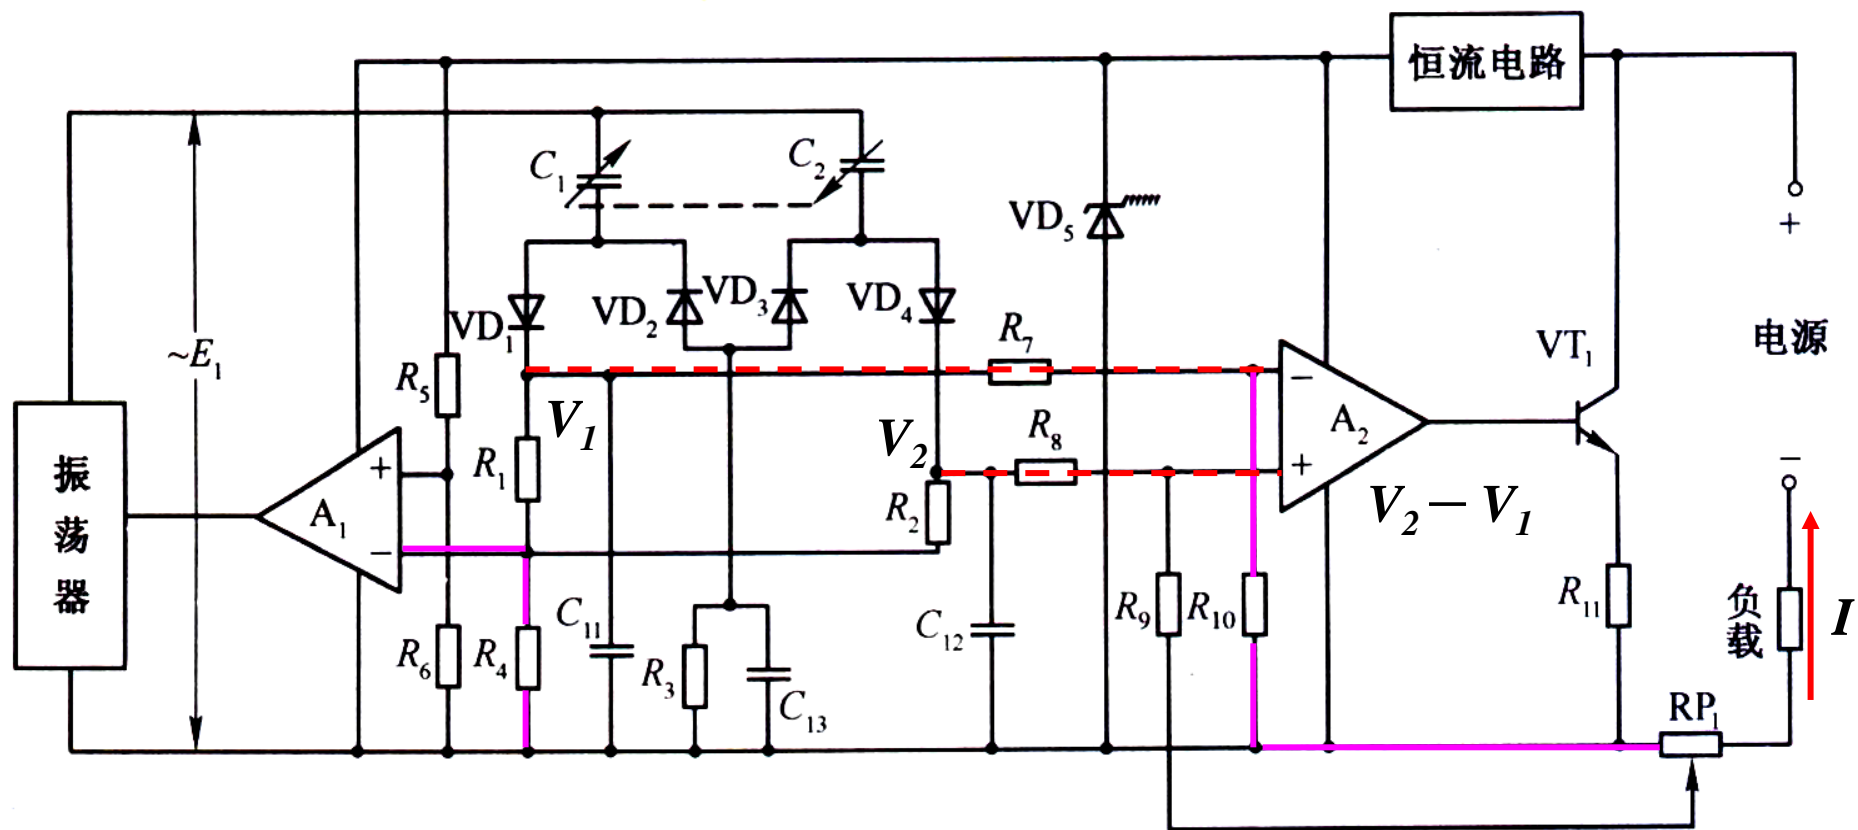 恒流电路
C₁
C₂
VD₅
+
~E₁
VD₁
VD₂
VD₃
VD₄
R₇
VT₁
电源
R₅
V₁
V₂
R₈
−
A₂
+
−
V₂−V₁
振荡器
A₁
+
−
R₁
R₂
R₆
R₄
C₁₁
R₃
C₁₃
C₁₂
R₉
R₁₀
R₁₁
负载
I
RP₁